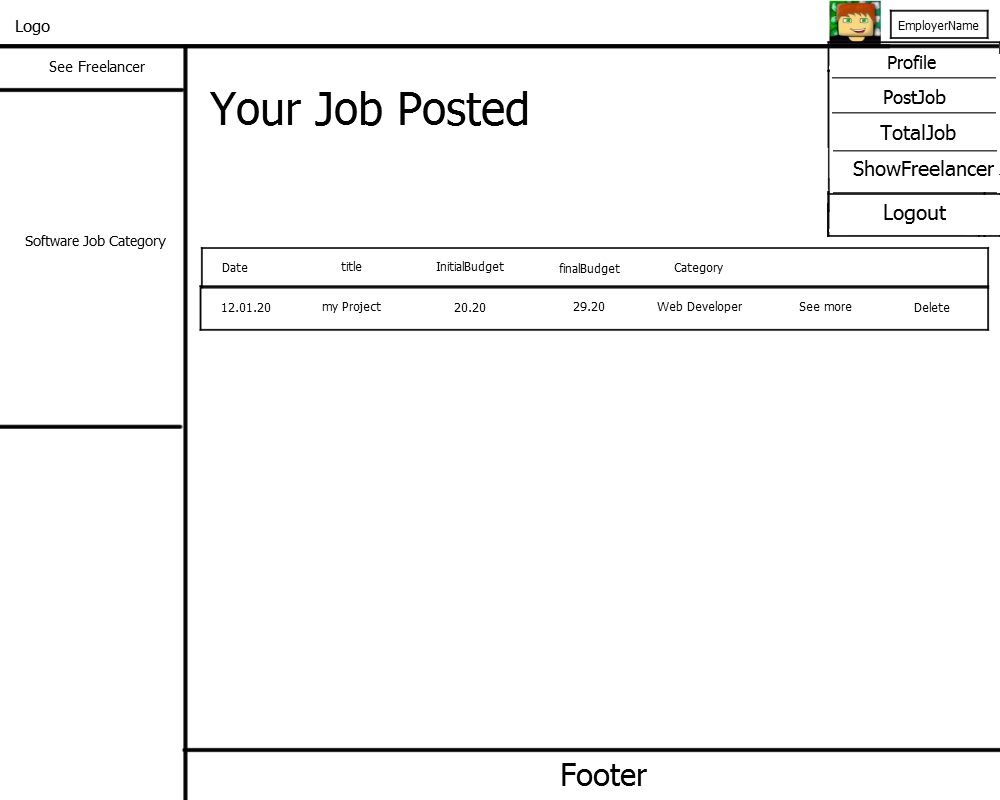 Logo
EmployerName
See Freelancer
Profile
PostJob
TotalJob
ShowFreelancer
Logout
Your Job Posted
Software Job Category
Date title InitialBudget finalBudget Category
12.01.20 my Project 20.20 29.20 Web Developer See more Delete
Footer